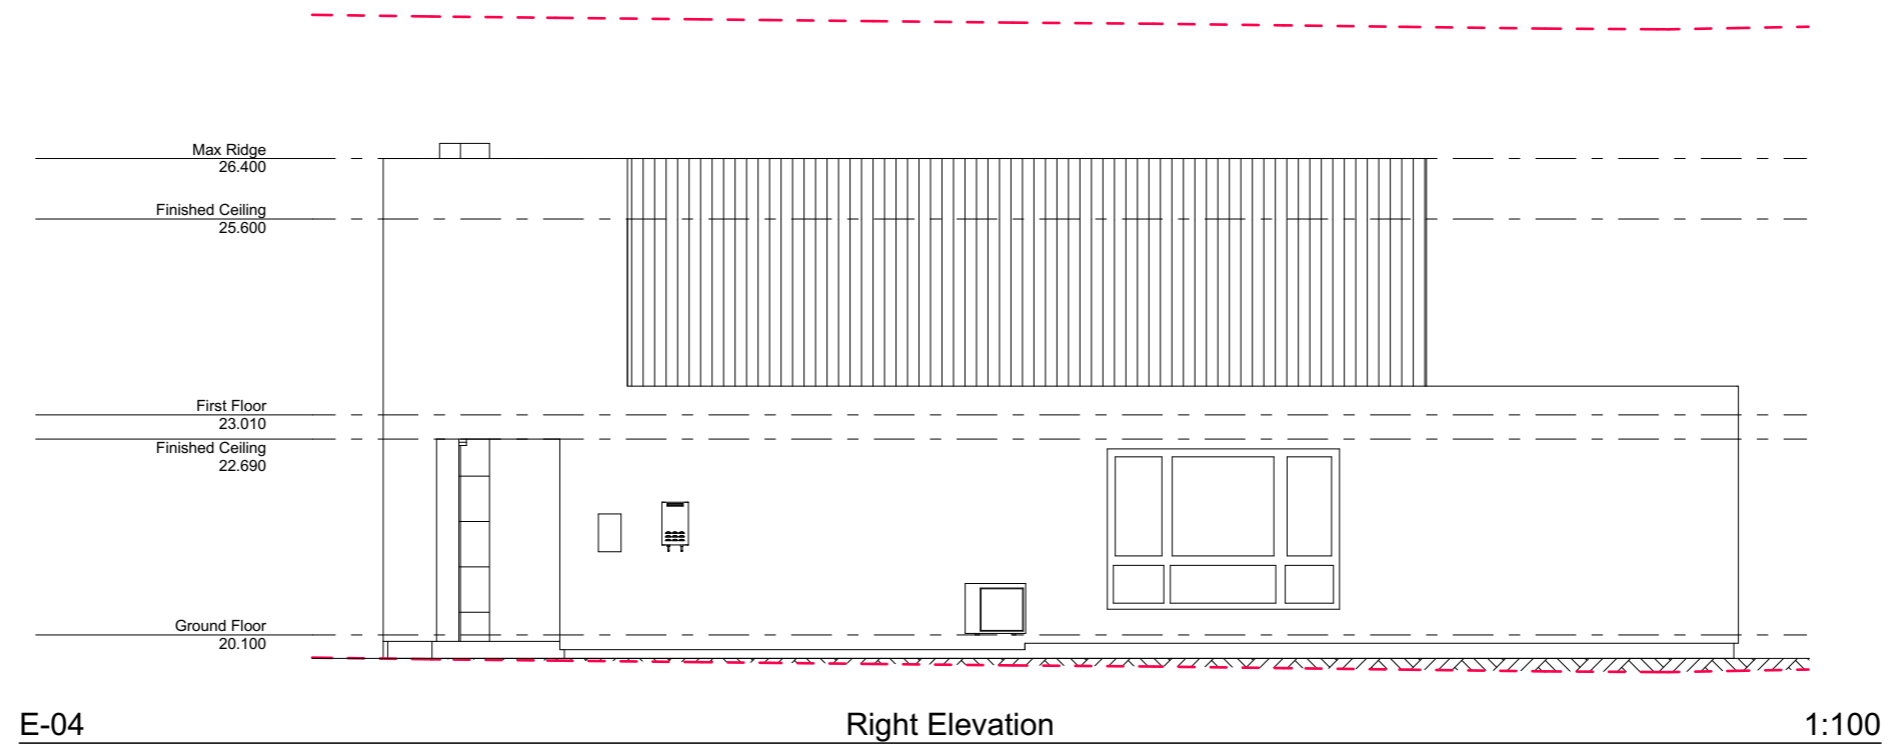 Max Ridge
26.400
Finished Ceiling
25.600
First Floor
23.010
Finished Ceiling
22.690
Ground Floor
20.100
E-04 Right Elevation 1:100